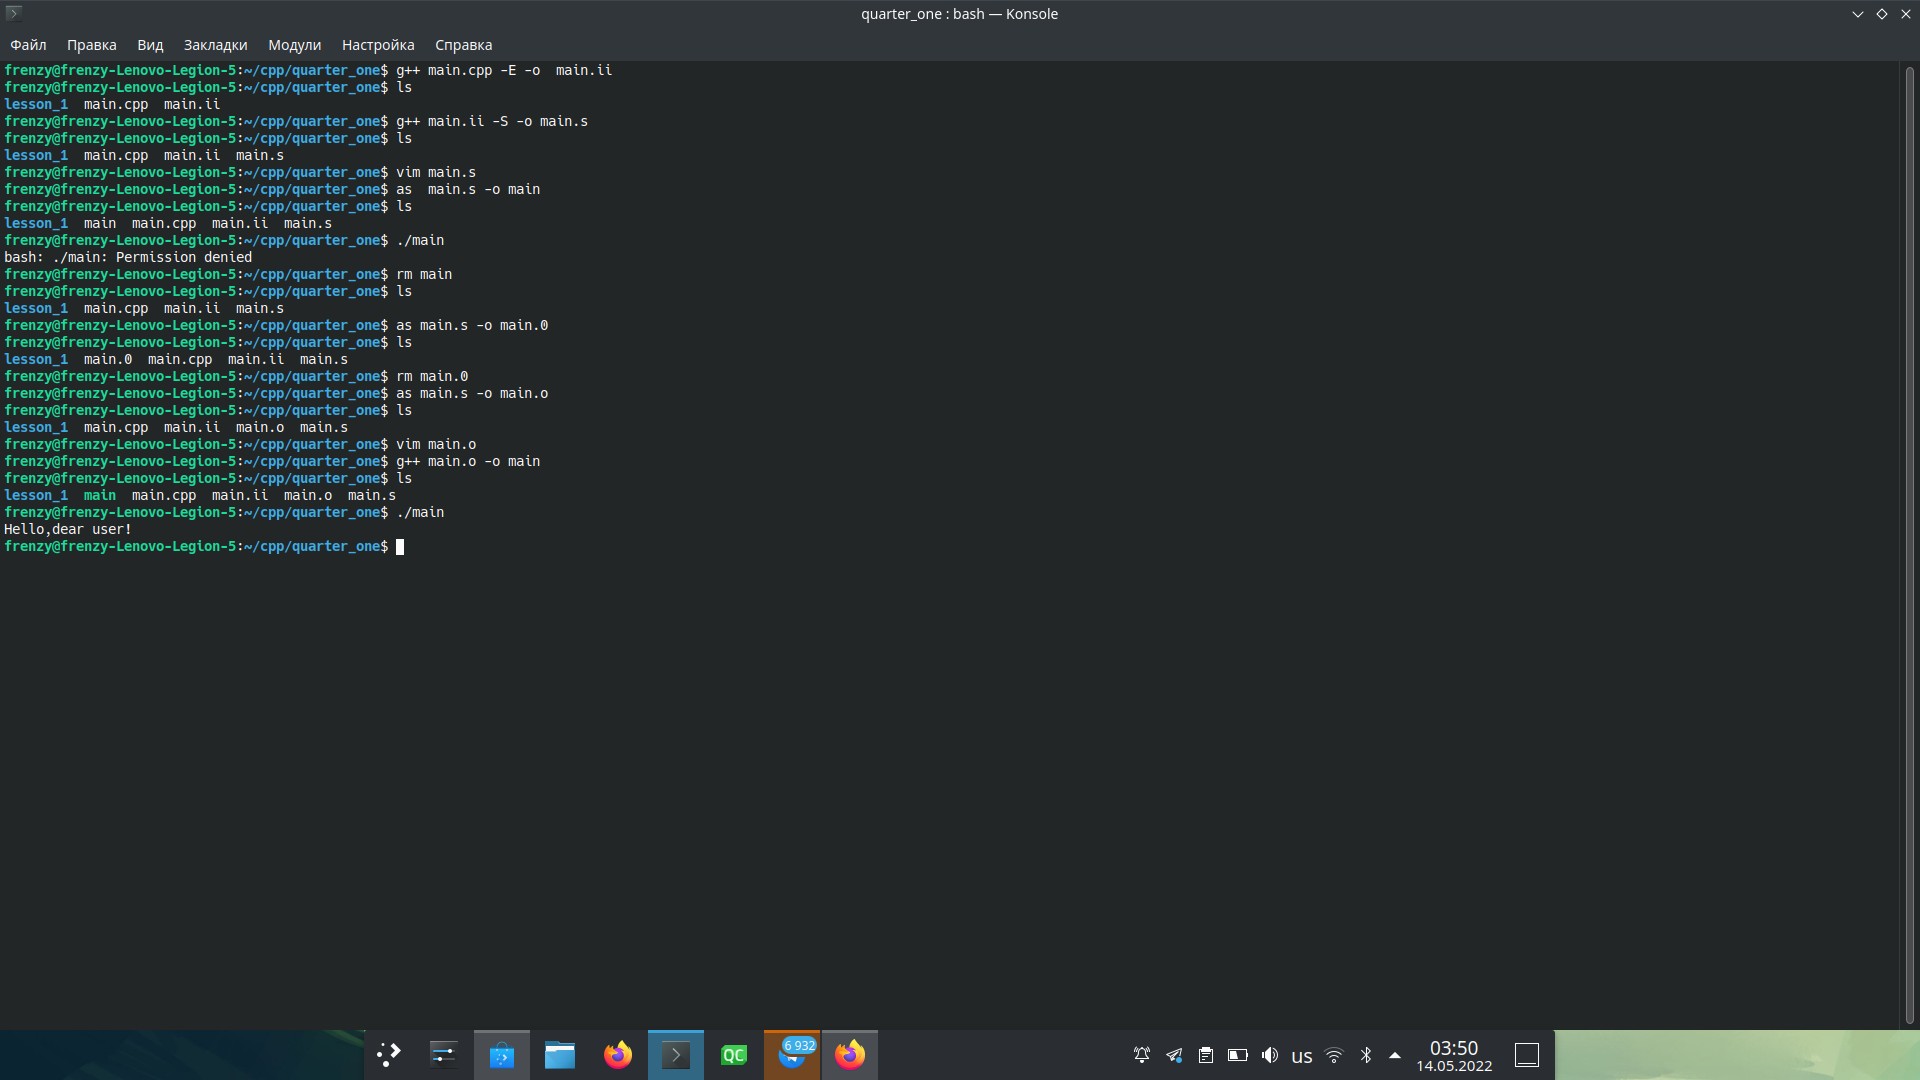 quarter_one : bash — Konsole
Файл Правка Вид Закладки Модули Настройка Справка
frenzy@frenzy-Lenovo-Legion-5:~/cpp/quarter_one$ g++ main.cpp -E -o  main.ii
frenzy@frenzy-Lenovo-Legion-5:~/cpp/quarter_one$ ls
lesson_1  main.cpp  main.ii
frenzy@frenzy-Lenovo-Legion-5:~/cpp/quarter_one$ g++ main.ii -S -o main.s
frenzy@frenzy-Lenovo-Legion-5:~/cpp/quarter_one$ ls
lesson_1  main.cpp  main.ii  main.s
frenzy@frenzy-Lenovo-Legion-5:~/cpp/quarter_one$ vim main.s
frenzy@frenzy-Lenovo-Legion-5:~/cpp/quarter_one$ as  main.s -o main
frenzy@frenzy-Lenovo-Legion-5:~/cpp/quarter_one$ ls
lesson_1  main  main.cpp  main.ii  main.s
frenzy@frenzy-Lenovo-Legion-5:~/cpp/quarter_one$ ./main
bash: ./main: Permission denied
frenzy@frenzy-Lenovo-Legion-5:~/cpp/quarter_one$ rm main
frenzy@frenzy-Lenovo-Legion-5:~/cpp/quarter_one$ ls
lesson_1  main.cpp  main.ii  main.s
frenzy@frenzy-Lenovo-Legion-5:~/cpp/quarter_one$ as main.s -o main.0
frenzy@frenzy-Lenovo-Legion-5:~/cpp/quarter_one$ ls
lesson_1  main.0  main.cpp  main.ii  main.s
frenzy@frenzy-Lenovo-Legion-5:~/cpp/quarter_one$ rm main.0
frenzy@frenzy-Lenovo-Legion-5:~/cpp/quarter_one$ as main.s -o main.o
frenzy@frenzy-Lenovo-Legion-5:~/cpp/quarter_one$ ls
lesson_1  main.cpp  main.ii  main.o  main.s
frenzy@frenzy-Lenovo-Legion-5:~/cpp/quarter_one$ vim main.o
frenzy@frenzy-Lenovo-Legion-5:~/cpp/quarter_one$ g++ main.o -o main
frenzy@frenzy-Lenovo-Legion-5:~/cpp/quarter_one$ ls
lesson_1  main  main.cpp  main.ii  main.o  main.s
frenzy@frenzy-Lenovo-Legion-5:~/cpp/quarter_one$ ./main
Hello,dear user!
frenzy@frenzy-Lenovo-Legion-5:~/cpp/quarter_one$
QC 6 932 us 03:50
14.05.2022